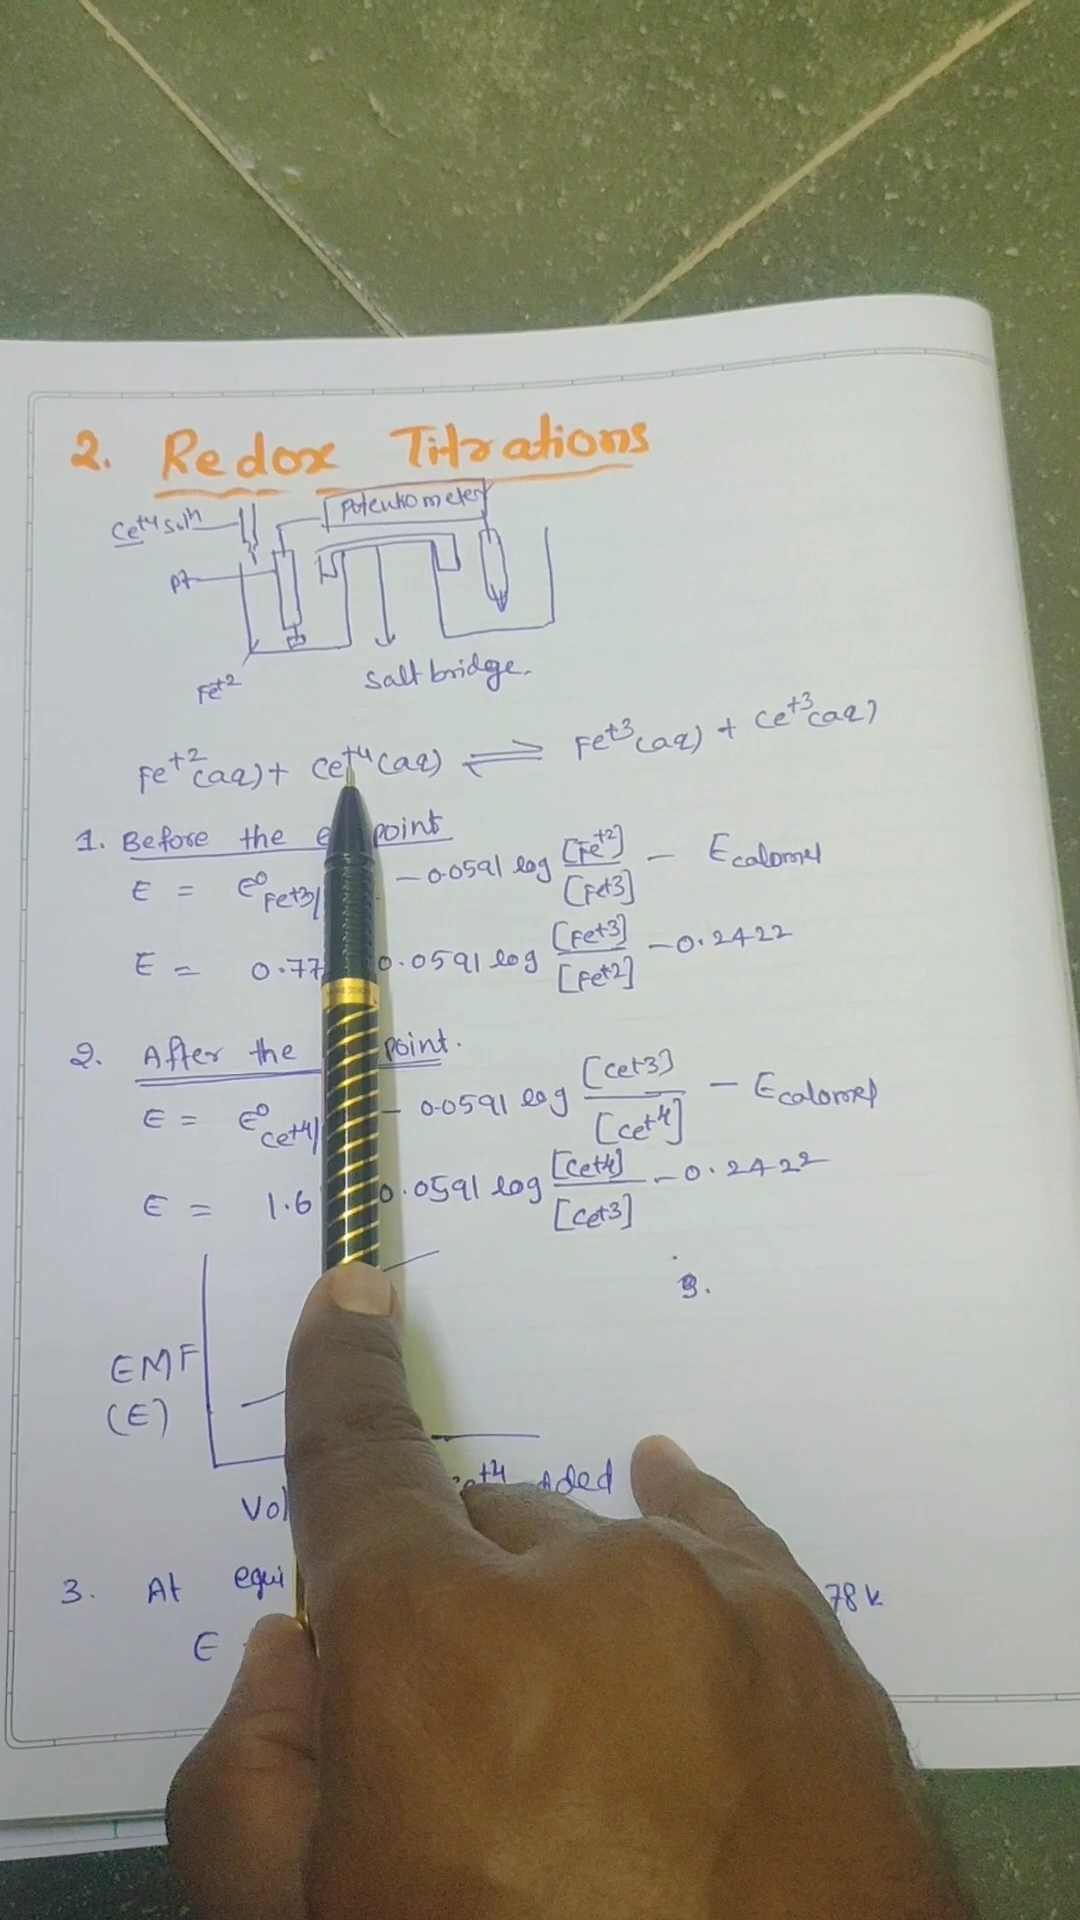 2. Redox Titrations
Potentiometer
Ce+4 soln
pt
Fe+2
Salt bridge.
Fe+2(aq) + Ce+4(aq) ⇌ Fe+3(aq) + Ce+3(aq)
1. Before the point
E = E⁰Fe+3/ - 0.0591 log [Fe+2]/[Fe+3] - Ecalomel
E = 0.77 0.0591 log [Fe+3]/[Fe+2] - 0.2422
2. After the point.
E = E⁰Ce+4/ - 0.0591 log [Ce+3]/[Ce+4] - Ecalomel
E = 1.6 0.0591 log [Ce+4]/[Ce+3] - 0.2422
3.
EMF
(E)
Vol Added
3. At equi 78 K
E